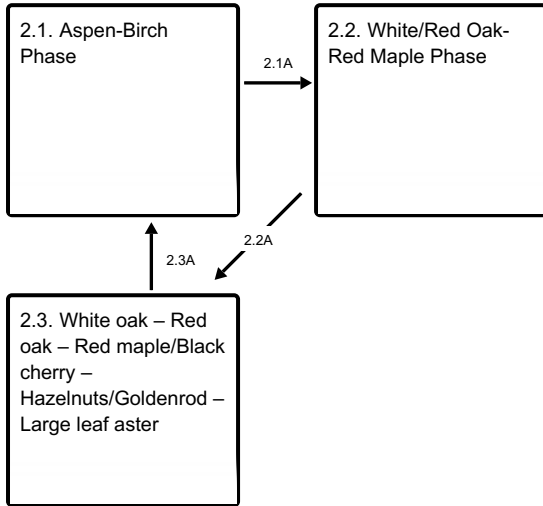 2.1. Aspen-Birch
Phase
2.1A
2.2. White/Red Oak-
Red Maple Phase
2.2A
2.3A
2.3. White oak – Red
oak – Red maple/Black
cherry –
Hazelnuts/Goldenrod –
Large leaf aster